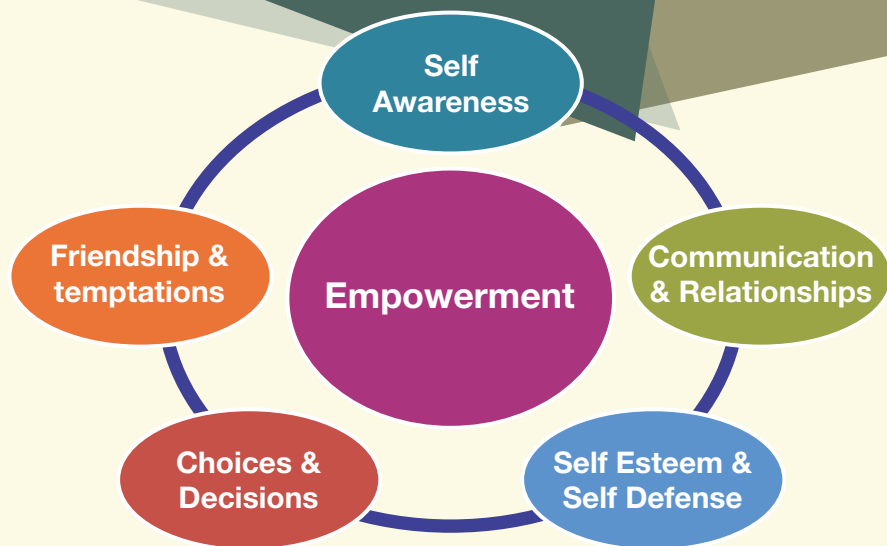 Self
Awareness
Friendship &
temptations
Empowerment
Communication
& Relationships
Choices &
Decisions
Self Esteem &
Self Defense